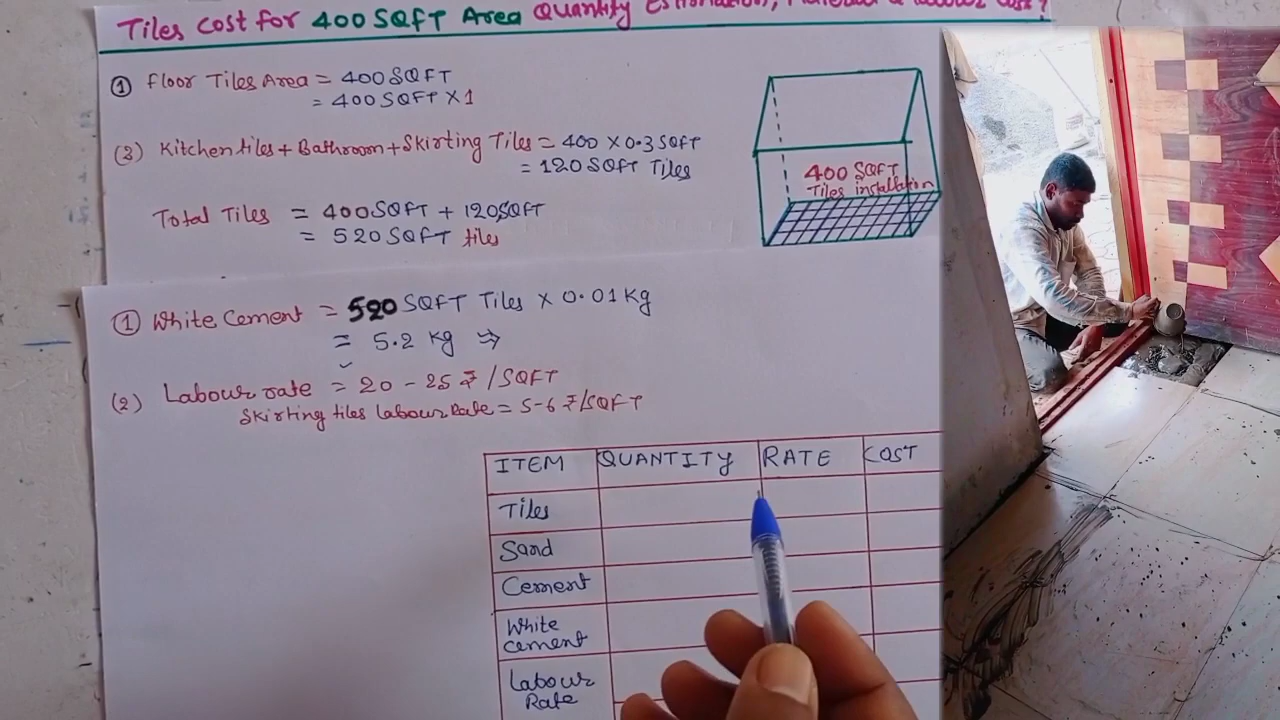 Tiles Cost for 400 SQFT Area Quantity Estimation, Material & Labour Cost?
① Floor Tiles Area = 400 SQFT
= 400 SQFT X 1
(3) Kitchen tiles + Bathroom + Skirting Tiles = 400 X 0.3 SQFT
= 120 SQFT Tiles
Total Tiles = 400 SQFT + 120 SQFT
= 520 SQFT tiles
400 SQFT
Tiles installation
① White Cement = 520 SQFT Tiles X 0.01 Kg
= 5.2 Kg ⇒
(2) Labour rate = 20 - 25 ₹ /SQFT
Skirting tiles labour Rate = 5-6 ₹/SQFT
ITEM QUANTITY RATE COST
Tiles
Sand
Cement
White
cement
Labour
Rate